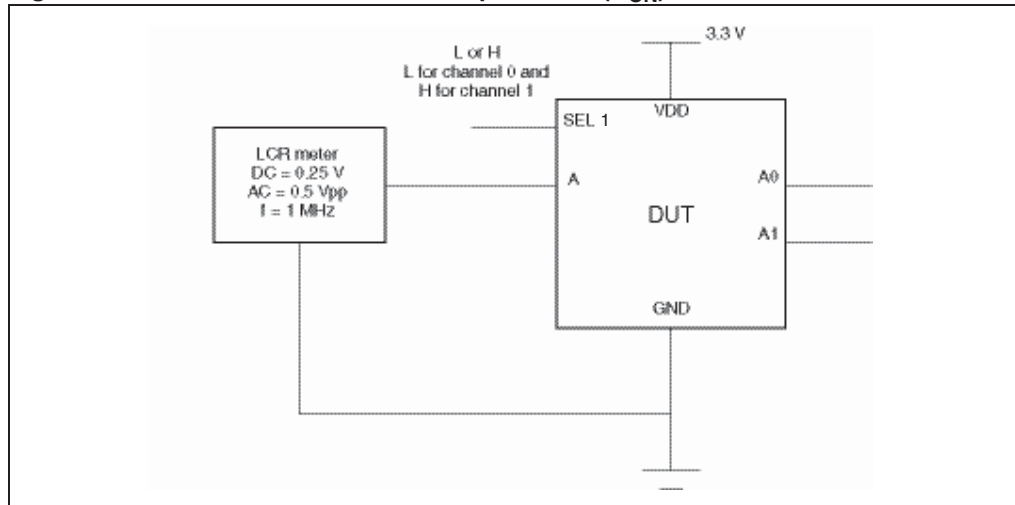 3.3 V
L or H
L for channel 0 and
H for channel 1
SEL 1
VDD
LCR meter
DC = 0.25 V
AC = 0.5 Vpp
f = 1 MHz
A
A0
DUT
A1
GND